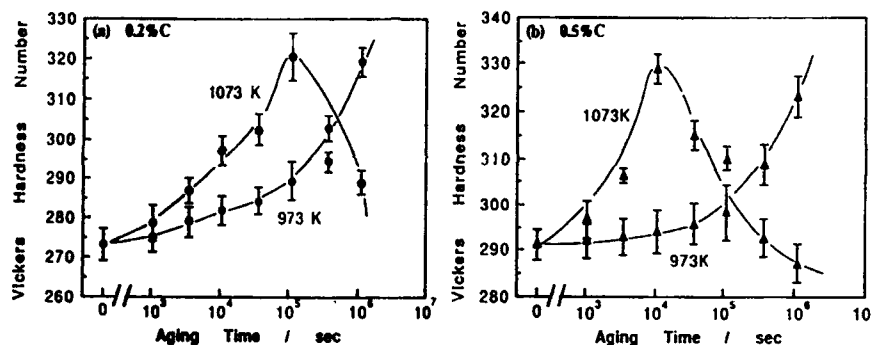 (a) 0.2%C
Vickers Hardness Number
330
320
310
300
290
280
270
260
1073 K
973 K
0 10³ 10⁴ 10⁵ 10⁶ 10⁷
Aging Time / sec
(b) 0.5%C
Vickers Hardness Number
340
330
320
310
300
290
280
1073K
973K
0 10³ 10⁴ 10⁵ 10⁶ 10
Aging Time / sec